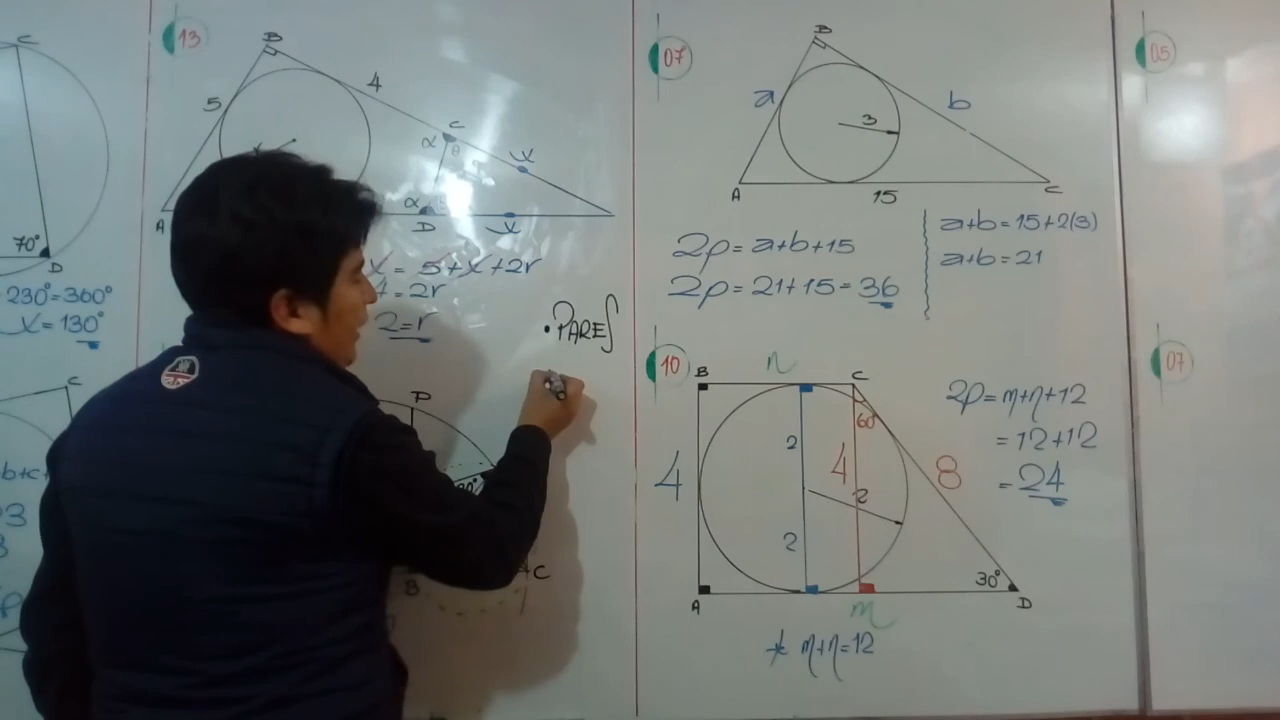 C
70°
D
230°=360°
x=130°
C
b+c+
13
B
5
4
C
α
θ
x
α
A
D
x
x = 5+x+2r
4=2r
2=r
• PARES
P
B
C
07
B
a
b
3
A
15
C
2p= a+b+15
2p= 21+15=36
a+b=15+2(3)
a+b=21
10
B
n
C
60°
2
4
4
8
2
2
30°
A
m
D
* m+n=12
2p= m+n+12
= 12+12
= 24
05
07